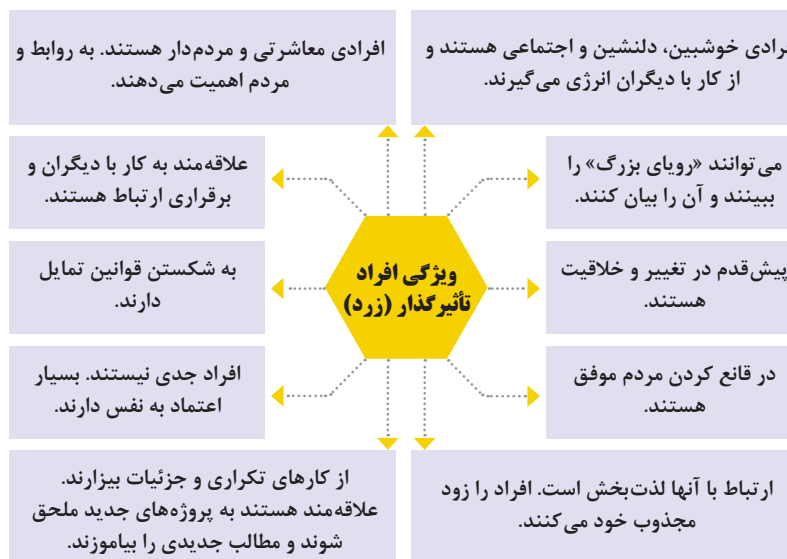 رادی خوشبین، دلنشین و اجتماعی هستند و
از کار با دیگران انرژی می‌گیرند.
افرادی معاشرتی و مردم‌دار هستند. به روابط و
مردم اهمیت می‌دهند.
می‌توانند «رویای بزرگ» را
ببینند و آن را بیان کنند.
علاقه‌مند به کار با دیگران و
برقراری ارتباط هستند.
ویژگی افراد
تأثیرگذار (زرد)
پیش‌قدم در تغییر و خلاقیت
هستند.
به شکستن قوانین تمایل
دارند.
در قانع کردن مردم موفق
هستند.
افراد جدی نیستند. بسیار
اعتماد به نفس دارند.
ارتباط با آنها لذت‌بخش است. افراد را زود
مجذوب خود می‌کنند.
از کارهای تکراری و جزئیات بیزارند.
علاقه‌مند هستند به پروژه‌های جدید ملحق
شوند و مطالب جدیدی را بیاموزند.